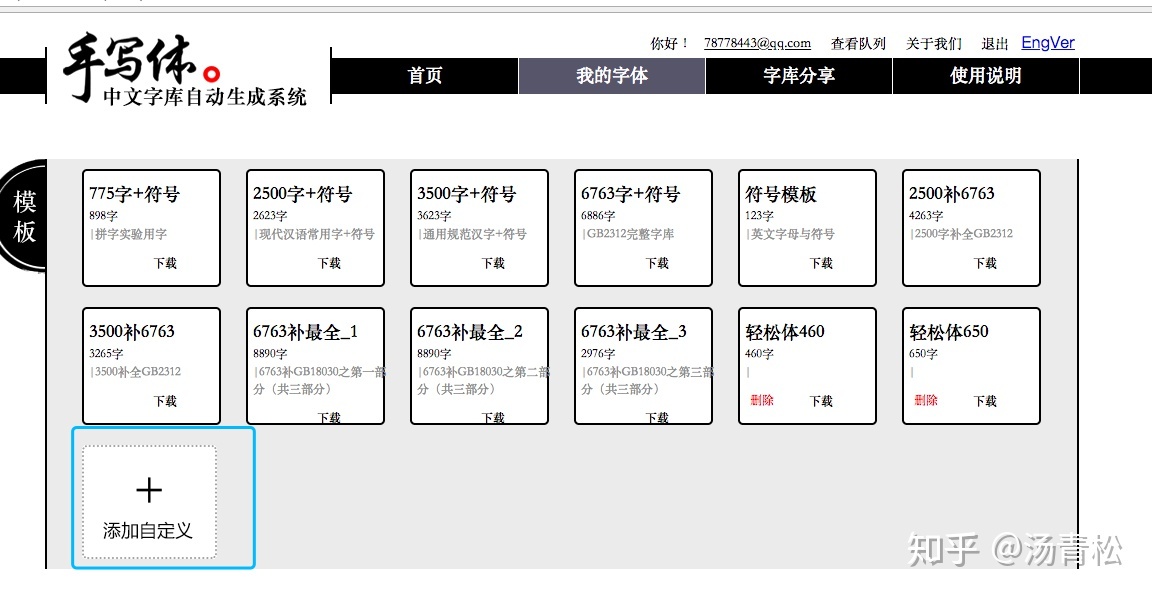 你好！ 78778443@qq.com 查看队列 关于我们 退出 EngVer
手写体
中文字库自动生成系统
首页 我的字体 字库分享 使用说明
模板
775字+符号
898字
|拼字实验用字
下载
2500字+符号
2623字
|现代汉语常用字+符号
下载
3500字+符号
3623字
|通用规范汉字+符号
下载
6763字+符号
6886字
|GB2312完整字库
下载
符号模板
123字
|英文字母与符号
下载
2500补6763
4263字
|2500字补全GB2312
下载
3500补6763
3265字
|3500补全GB2312
下载
6763补最全_1
8890字
|6763补GB18030之第一部
分（共三部分）
下载
6763补最全_2
8890字
|6763补GB18030之第二部
分（共三部分）
下载
6763补最全_3
2976字
|6763补GB18030之第三部
分（共三部分）
下载
轻松体460
460字
|
删除 下载
轻松体650
650字
|
删除 下载
添加自定义
知乎 @汤青松